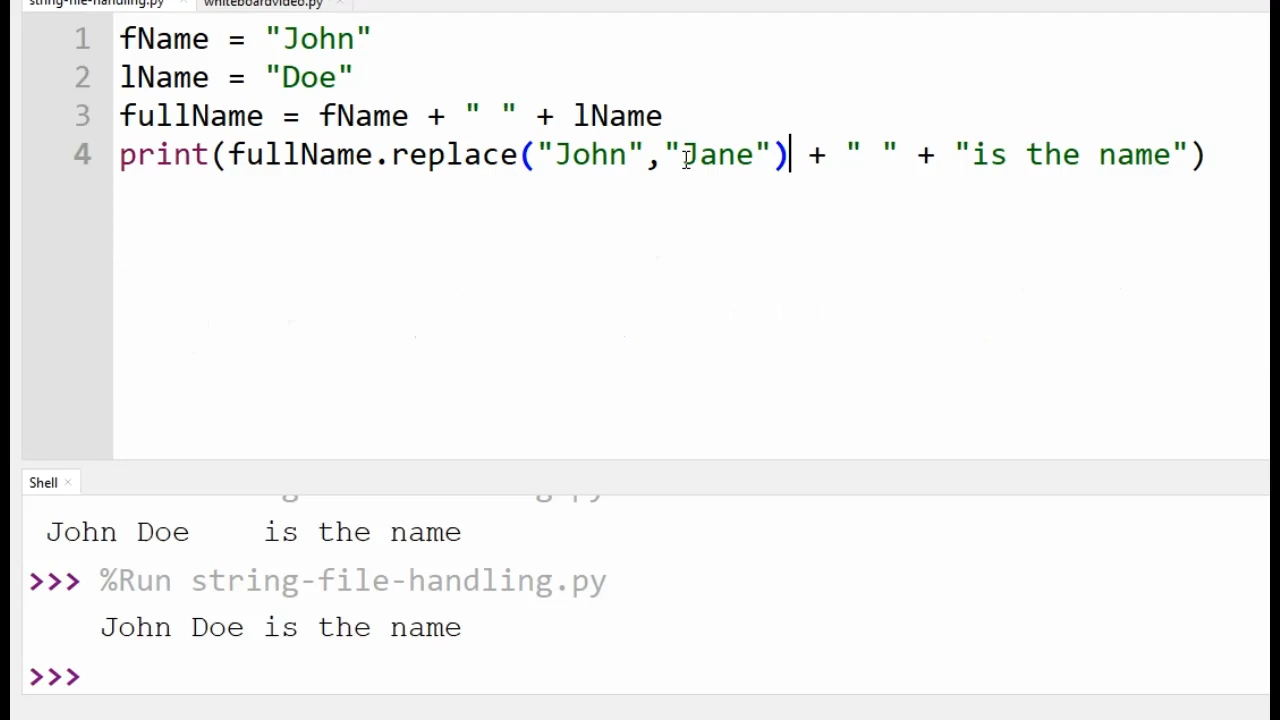 string-file-handling.py × whiteboardvideo.py ×
1 fName = "John"
2 lName = "Doe"
3 fullName = fName + " " + lName
4 print(fullName.replace("John","Jane") + " " + "is the name")
Shell ×
John Doe    is the name
>>> %Run string-file-handling.py
John Doe is the name
>>>